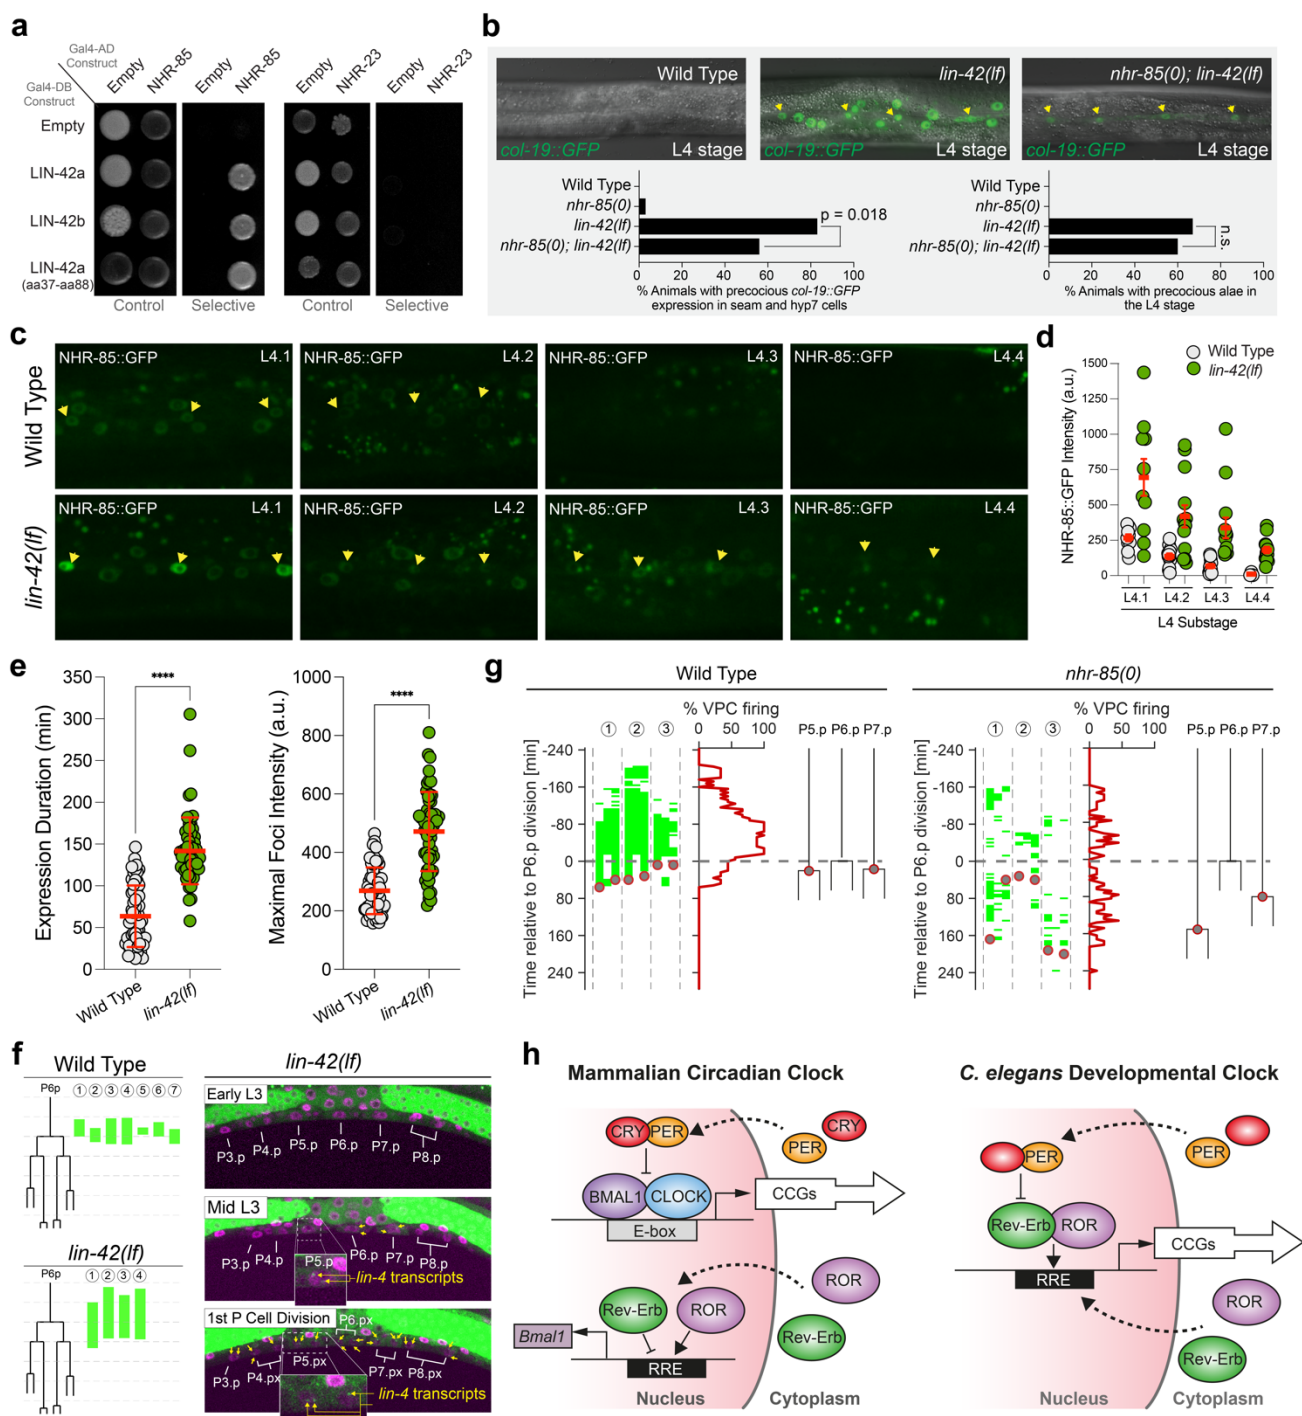 a
Gal4-AD
Construct
Gal4-DB
Construct
Empty
NHR-85
Empty
NHR-85
Empty
NHR-23
Empty
NHR-23
Empty
LIN-42a
LIN-42b
LIN-42a
(aa37-aa88)
Control
Selective
Control
Selective
b
Wild Type
col-19::GFP
L4 stage
lin-42(lf)
col-19::GFP
L4 stage
nhr-85(0); lin-42(lf)
col-19::GFP
L4 stage
Wild Type
nhr-85(0)
lin-42(lf)
nhr-85(0); lin-42(lf)
p = 0.018
0 20 40 60 80 100
% Animals with precocious col-19::GFP
expression in seam and hyp7 cells
Wild Type
nhr-85(0)
lin-42(lf)
nhr-85(0); lin-42(lf)
n.s.
0 20 40 60 80 100
% Animals with precocious alae in
the L4 stage
c
Wild Type
NHR-85::GFP L4.1
NHR-85::GFP L4.2
NHR-85::GFP L4.3
NHR-85::GFP L4.4
lin-42(lf)
NHR-85::GFP L4.1
NHR-85::GFP L4.2
NHR-85::GFP L4.3
NHR-85::GFP L4.4
d
Wild Type
lin-42(lf)
NHR-85::GFP Intensity (a.u.)
1500
1250
1000
750
500
250
0
L4.1 L4.2 L4.3 L4.4
L4 Substage
e
Expression Duration (min)
350
300
250
200
150
100
50
0
****
Wild Type
lin-42(lf)
Maximal Foci Intensity (a.u.)
1000
800
600
400
200
0
****
Wild Type
lin-42(lf)
g
Wild Type
% VPC firing
1 2 3
0 50 100
P5.p P6.p P7.p
Time relative to P6.p division [min]
-240
-160
-80
0
80
160
240
nhr-85(0)
% VPC firing
1 2 3
0 50 100
P5.p P6.p P7.p
Time relative to P6.p division [min]
-240
-160
-80
0
80
160
240
f
Wild Type
P6p
1 2 3 4 5 6 7
lin-42(lf)
P6p
1 2 3 4
lin-42(lf)
Early L3
P3.p P4.p P5.p P6.p P7.p P8.p
Mid L3
P3.p P4.p P5.p P6.p P7.p P8.p
lin-4 transcripts
1st P Cell Division
P6.px
P3.p P4.px P5.px P7.px P8.px
lin-4 transcripts
h
Mammalian Circadian Clock
CRY PER
CRY
PER
BMAL1 CLOCK
E-box
CCGs
Rev-Erb ROR
ROR
Rev-Erb
Bmal1
RRE
Nucleus Cytoplasm
C. elegans Developmental Clock
PER
PER
Rev-Erb ROR
RRE
CCGs
ROR
Rev-Erb
Nucleus Cytoplasm